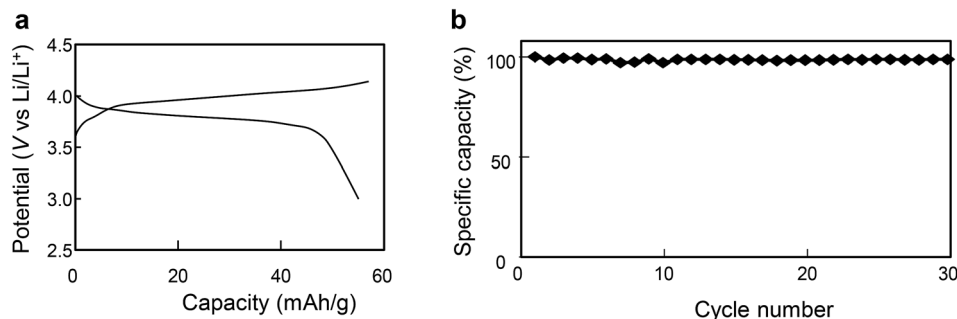 a
4.5
4.0
3.5
3.0
2.5
0
20
40
60
Potential (V vs Li/Li⁺)
Capacity (mAh/g)
b
100
50
0
0
10
20
30
Specific capacity (%)
Cycle number